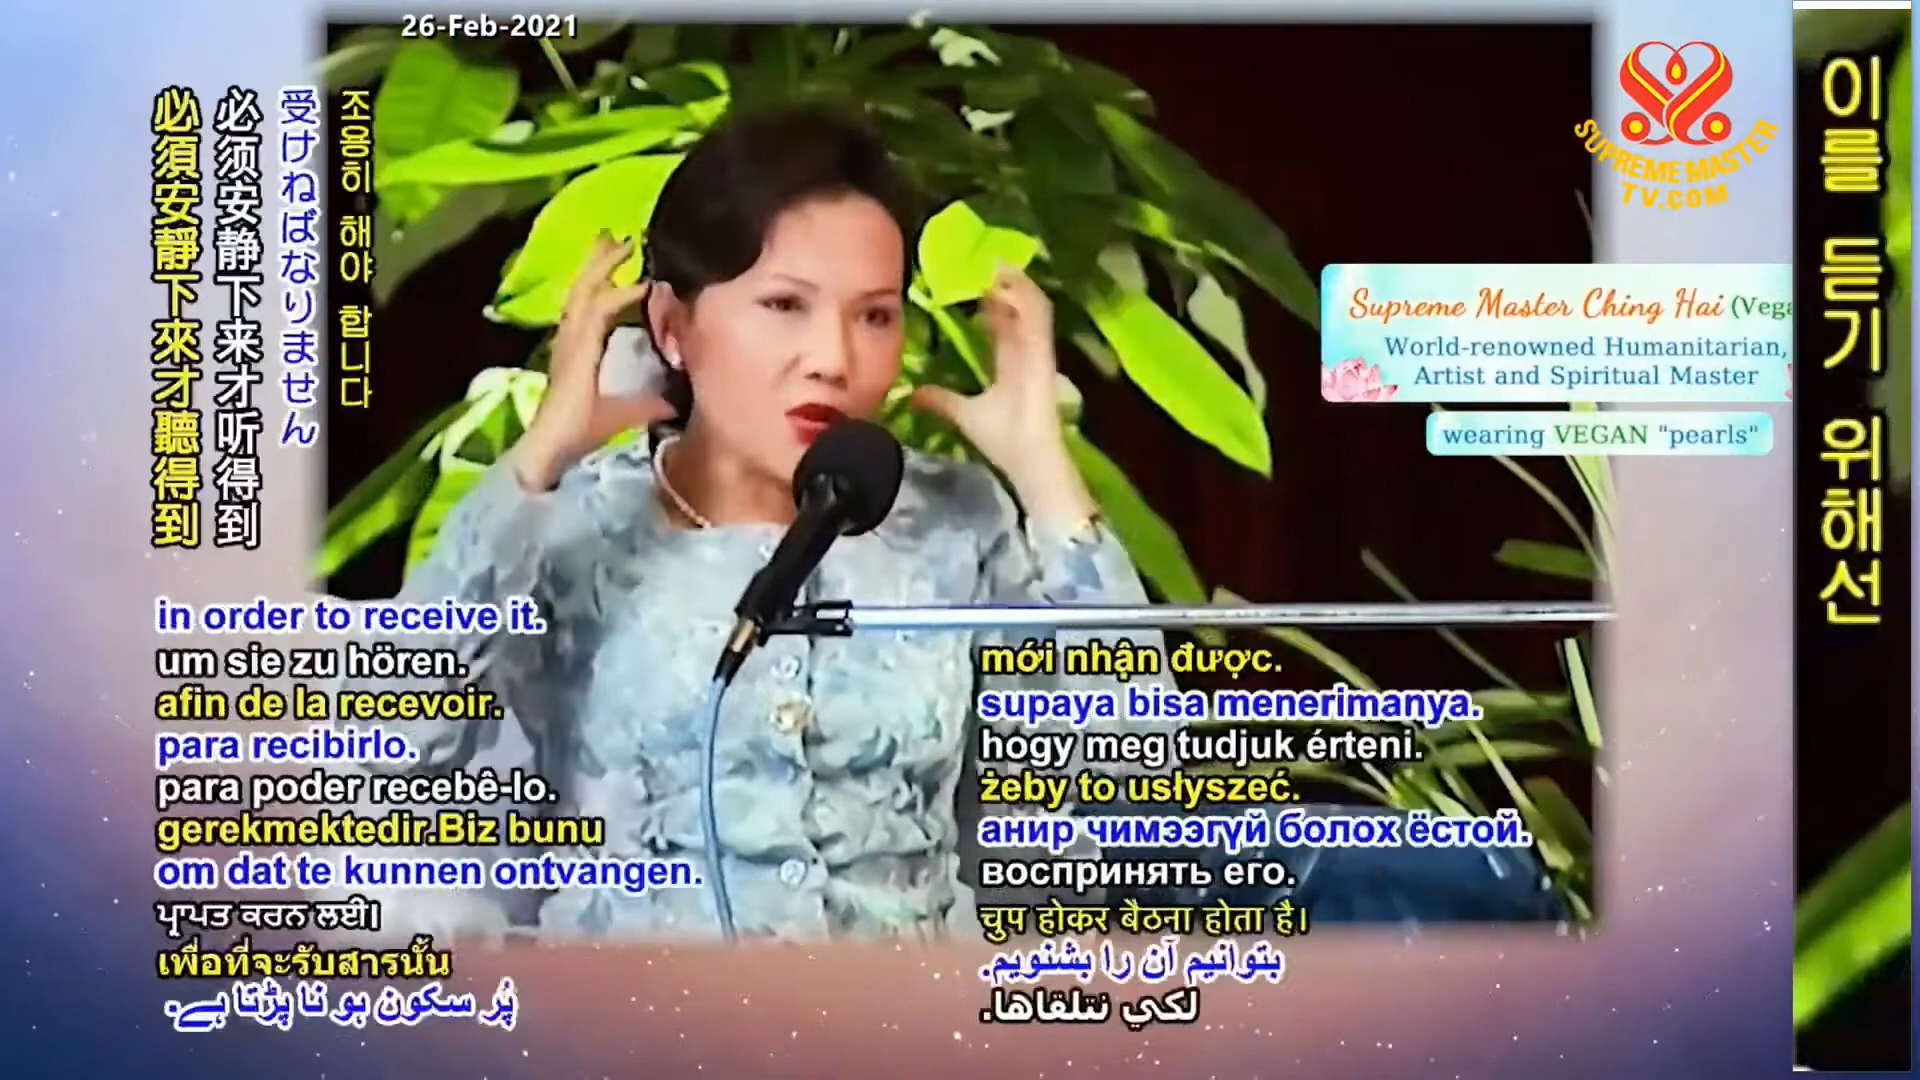 26-Feb-2021
必須安靜下來才聽得到
必须安静下来才听得到
受けねばなりません
조용히 해야 합니다
이를 듣기 위해선
SUPREME MASTER
TV.COM
Supreme Master Ching Hai (Vega
World-renowned Humanitarian,
Artist and Spiritual Master
wearing VEGAN "pearls"
in order to receive it.
um sie zu hören.
afin de la recevoir.
para recibirlo.
para poder recebê-lo.
gerekmektedir.Biz bunu
om dat te kunnen ontvangen.
ਪ੍ਰਾਪਤ ਕਰਨ ਲਈ।
เพื่อที่จะรับสารนั้น
پُر سکون ہو نا پڑتا ہے۔
mới nhận được.
supaya bisa menerimanya.
hogy meg tudjuk érteni.
żeby to usłyszeć.
анир чимээгүй болох ёстой.
воспринять его.
चुप होकर बैठना होता है।
بتوانیم آن را بشنویم.
لكي نتلقاها.